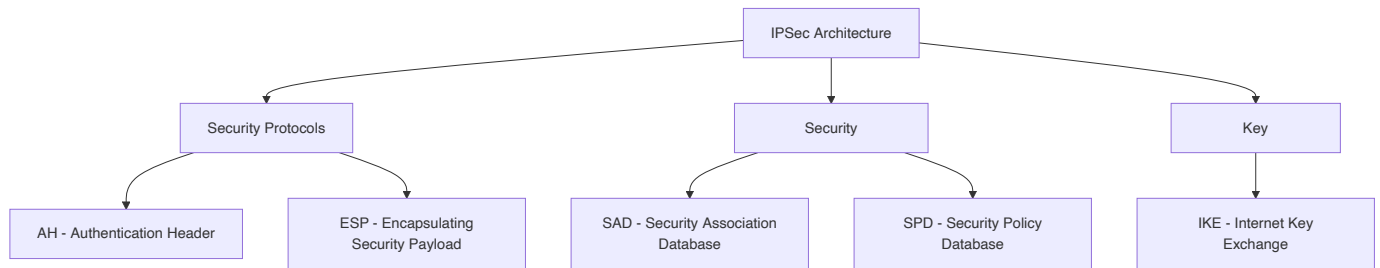 IPSec Architecture
Security Protocols
Security
Key
AH - Authentication Header
ESP - Encapsulating
Security Payload
SAD - Security Association
Database
SPD - Security Policy
Database
IKE - Internet Key
Exchange